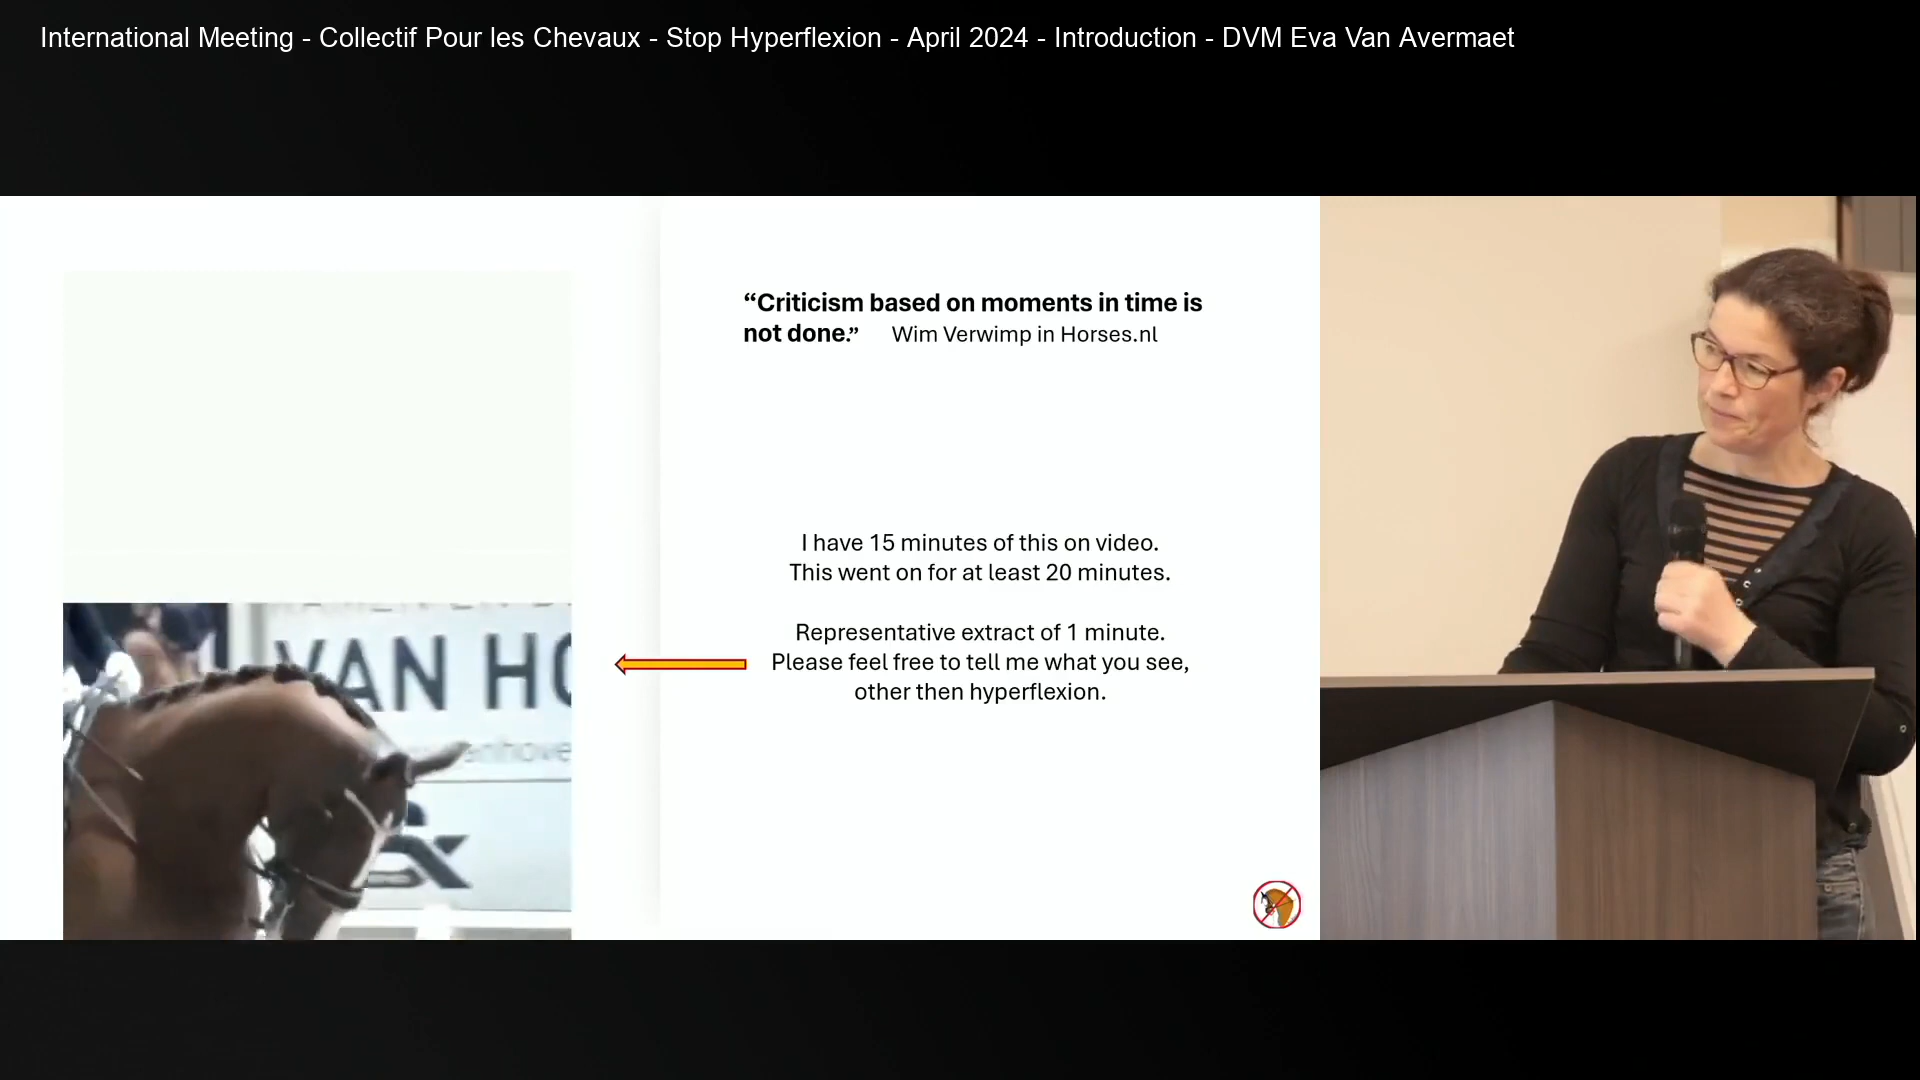 International Meeting - Collectif Pour les Chevaux - Stop Hyperflexion - April 2024 - Introduction - DVM Eva Van Avermaet
“Criticism based on moments in time is
not done.” Wim Verwimp in Horses.nl
I have 15 minutes of this on video.
This went on for at least 20 minutes.
Representative extract of 1 minute.
Please feel free to tell me what you see,
other then hyperflexion.
VAN HO